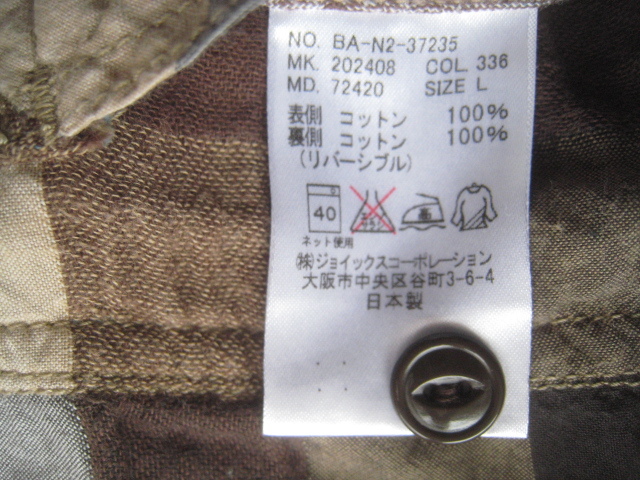 NO. BA-N2-37235
MK. 202408 COL. 336
MD. 72420 SIZE L
表側 コットン 100%
裏側 コットン 100%
(リバーシブル)
40 高
ネット使用
㈱ジョイックスコーポレーション
大阪市中央区谷町3-6-4
日本製